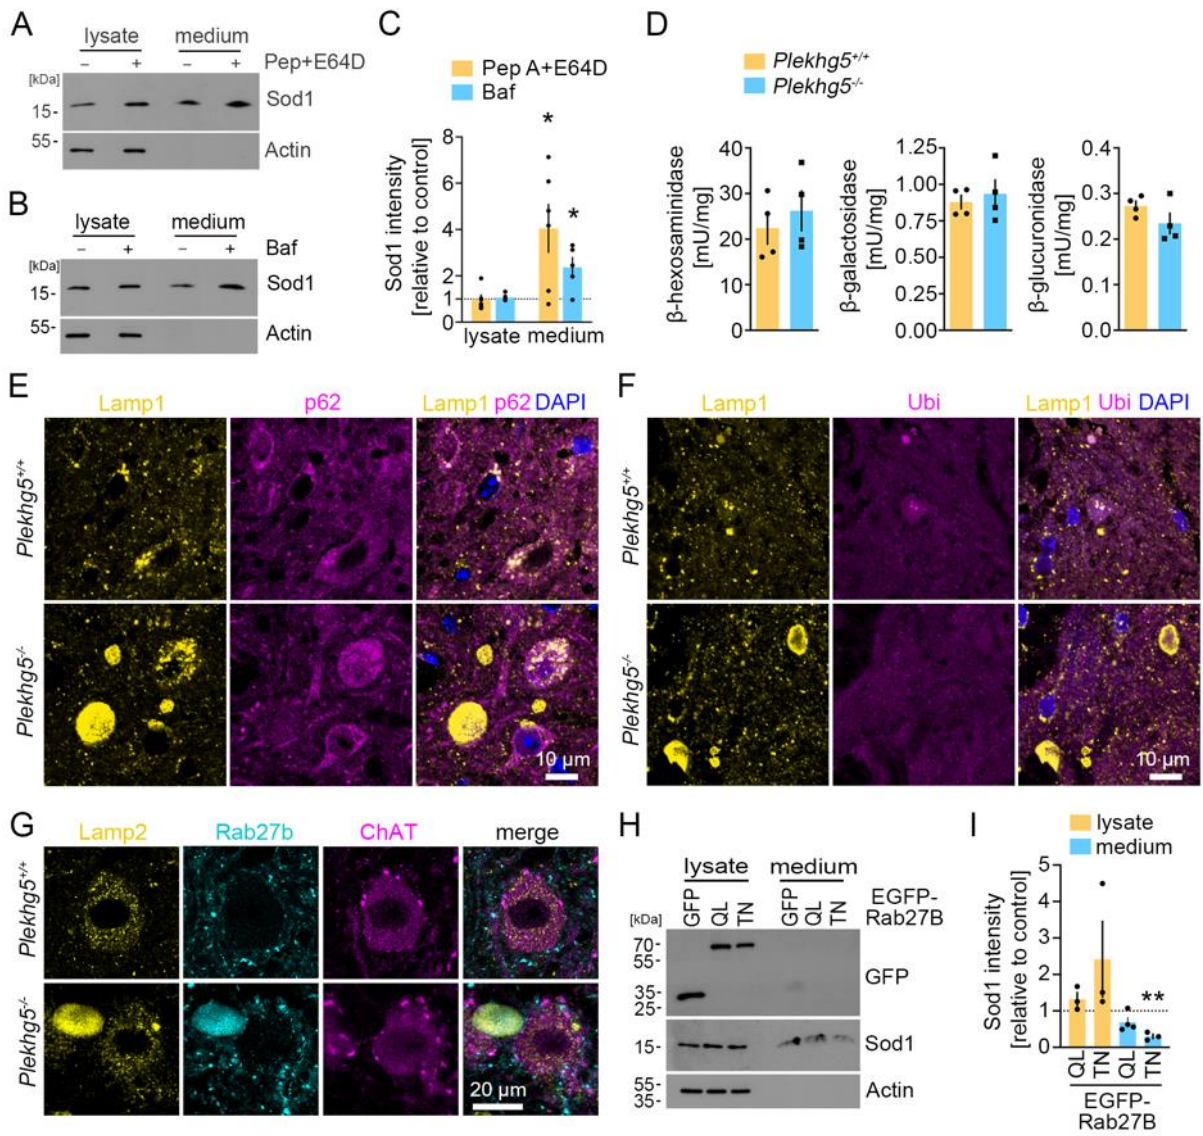 A
lysate medium
– + – + Pep+E64D
[kDa]
15- Sod1
55- Actin
B
lysate medium
– + – + Baf
[kDa]
15- Sod1
55- Actin
C
Pep A+E64D
Baf
Sod1 intensity
[relative to control]
8
6
4
2
1
0
* *
lysate medium
D
Plekhg5+/+
Plekhg5-/-
β-hexosaminidase
[mU/mg]
40
30
20
10
0
β-galactosidase
[mU/mg]
1.25
1.00
0.75
0.50
0.25
0.00
β-glucuronidase
[mU/mg]
0.4
0.3
0.2
0.1
0.0
E
Lamp1 p62 Lamp1 p62 DAPI
Plekhg5+/+
Plekhg5-/-
10 µm
F
Lamp1 Ubi Lamp1 Ubi DAPI
Plekhg5+/+
Plekhg5-/-
10 µm
G
Lamp2 Rab27b ChAT merge
Plekhg5+/+
Plekhg5-/-
20 µm
H
lysate medium
GFP QL TN GFP QL TN EGFP-
Rab27B
[kDa]
70-
55-
35-
25-
GFP
15- Sod1
55-
35-
Actin
I
lysate
medium
Sod1 intensity
[relative to control]
5
4
3
2
1
0
**
QL TN QL TN
EGFP-
Rab27B